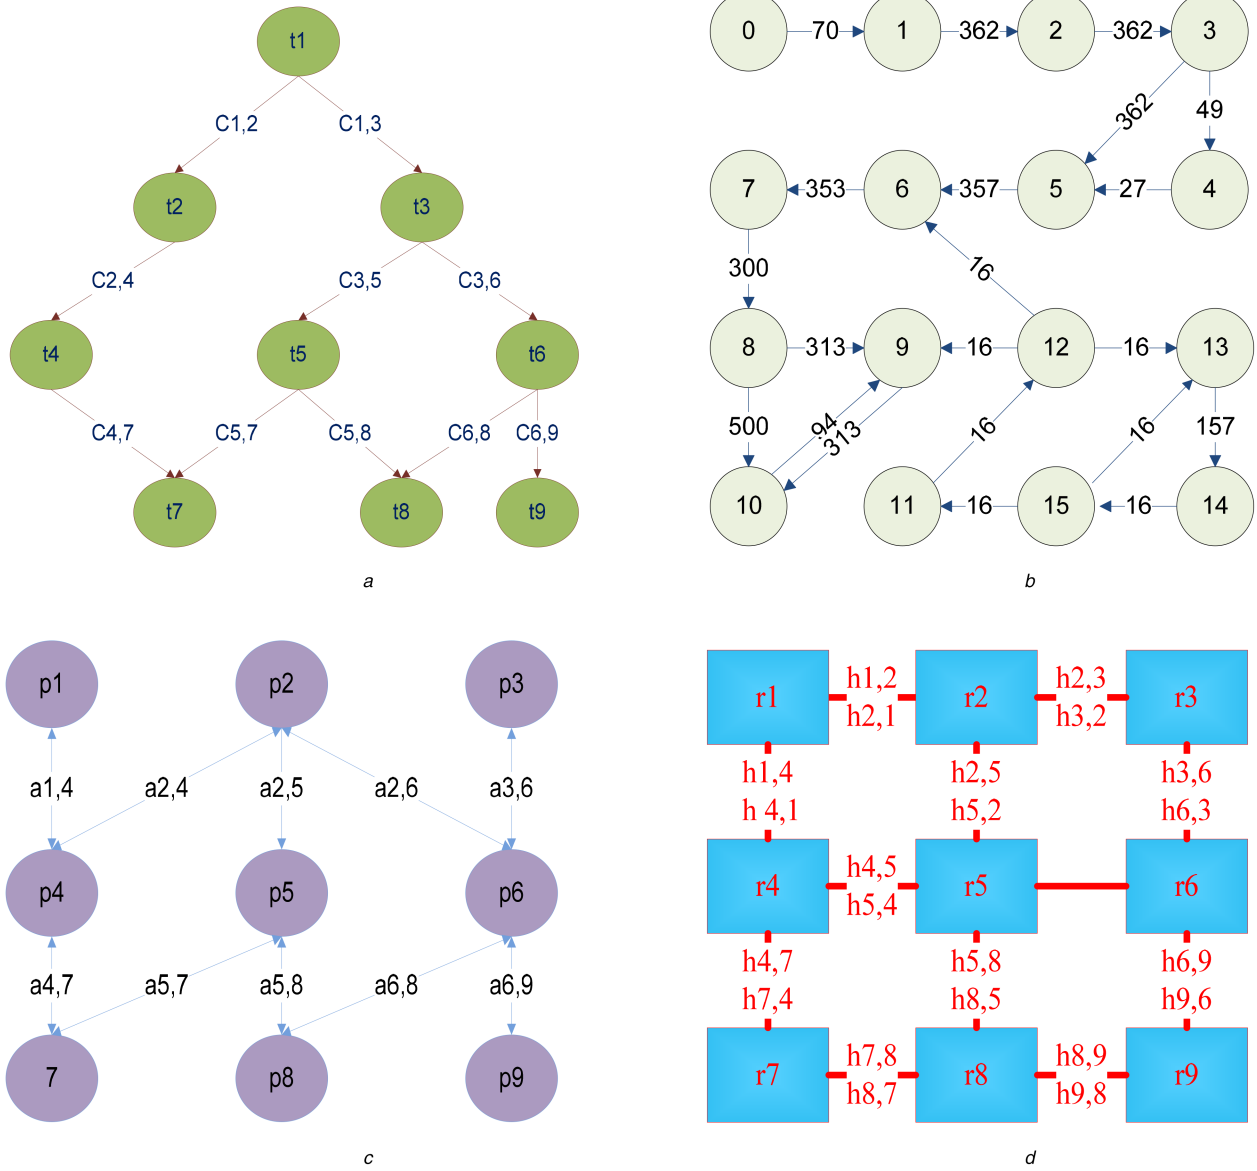 t1
C1,2 C1,3
t2 t3
C2,4 C3,5 C3,6
t4 t5 t6
C4,7 C5,7 C5,8 C6,8 C6,9
t7 t8 t9
a
0 70 1 362 2 362 3
362 49
7 353 6 357 5 27 4
300 16
8 313 9 16 12 16 13
500 94 313 16 16 157
10 11 16 15 16 14
b
p1 p2 p3
a1,4 a2,4 a2,5 a2,6 a3,6
p4 p5 p6
a4,7 a5,7 a5,8 a6,8 a6,9
7 p8 p9
c
h1,2 h2,3
r1 r2 r3
h2,1 h3,2
h1,4 h2,5 h3,6
h 4,1 h5,2 h6,3
h4,5
r4 r5 r6
h5,4
h4,7 h5,8 h6,9
h7,4 h8,5 h9,6
h7,8 h8,9
r7 r8 r9
h8,7 h9,8
d